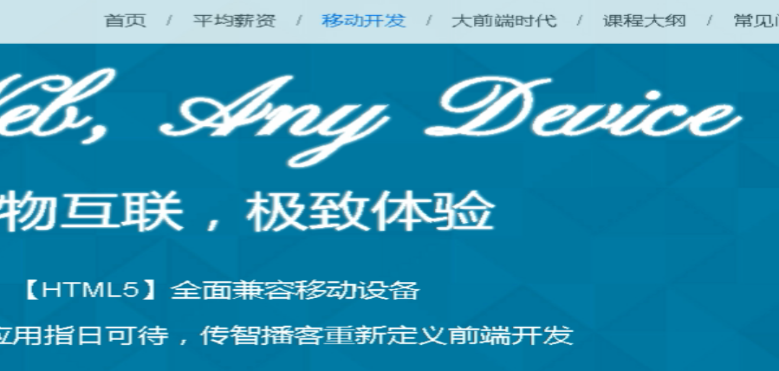 首页 / 平均薪资 / 移动开发 / 大前端时代 / 课程大纲 / 常见
Web, Any Device
物互联，极致体验
【HTML5】全面兼容移动设备
应用指日可待，传智播客重新定义前端开发